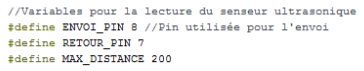 //Variables pour la lecture du senseur ultrasonique
#define ENVOI_PIN 8 //Pin utilisée pour l'envoi
#define RETOUR_PIN 7
#define MAX_DISTANCE 200